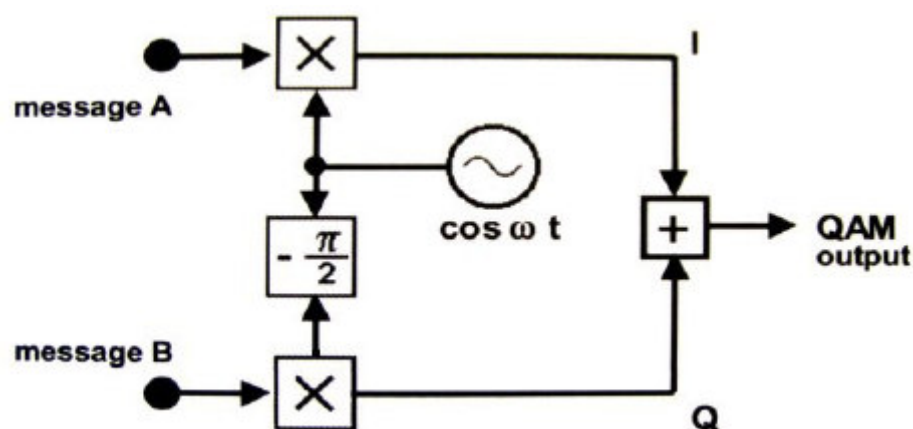 I
×
message A
cos ω t
+
QAM
output
- π/2
message B
×
Q